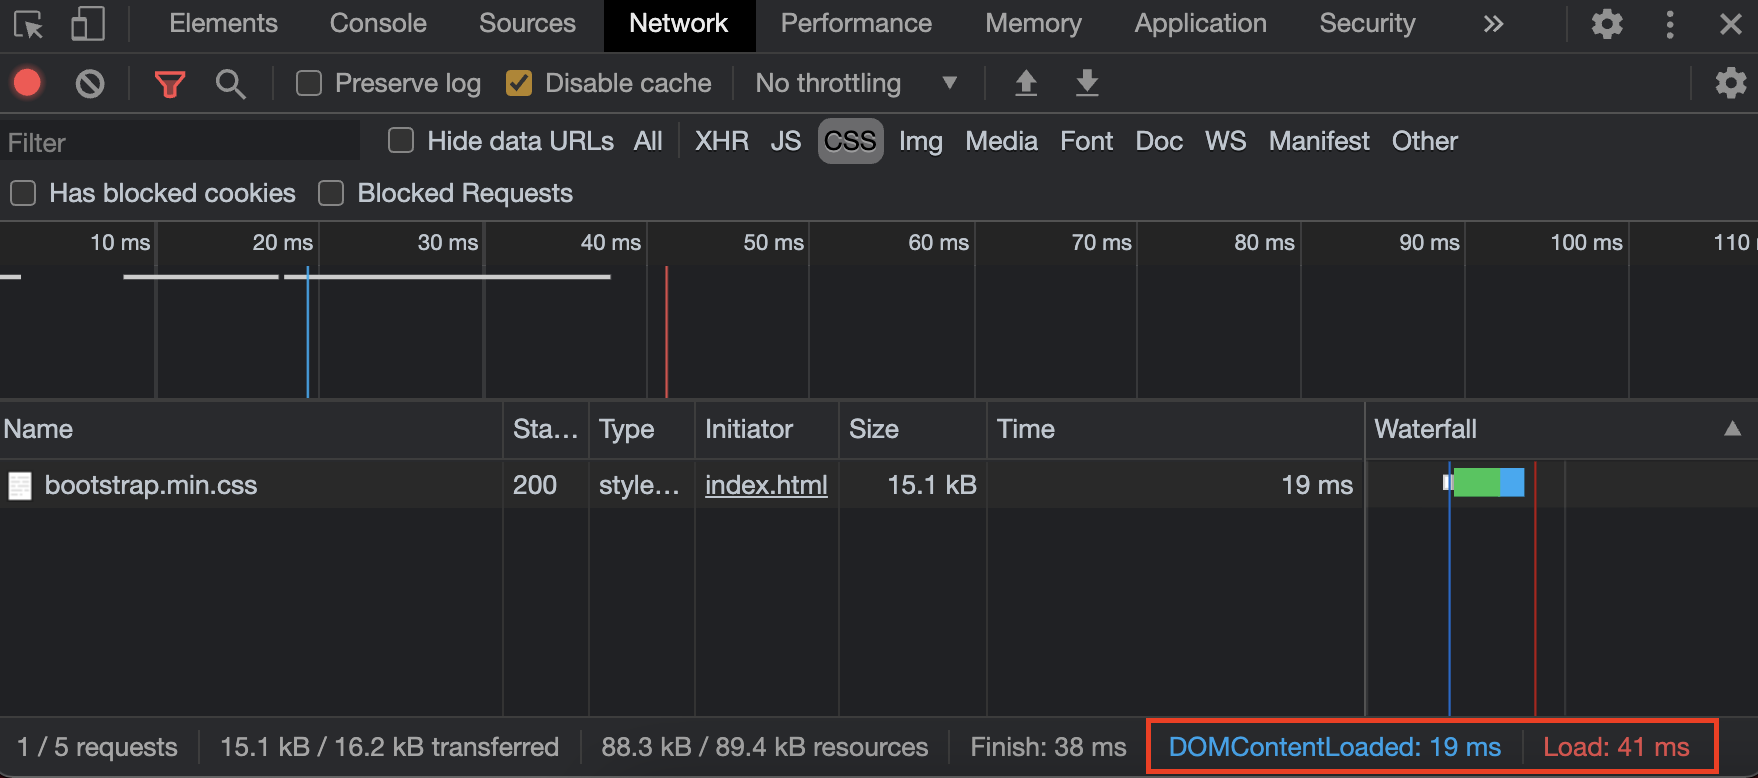 Elements Console Sources Network Performance Memory Application Security »
Preserve log Disable cache No throttling
Filter Hide data URLs All XHR JS CSS Img Media Font Doc WS Manifest Other
Has blocked cookies Blocked Requests
10 ms 20 ms 30 ms 40 ms 50 ms 60 ms 70 ms 80 ms 90 ms 100 ms 110
Name Sta... Type Initiator Size Time Waterfall
bootstrap.min.css 200 style... index.html 15.1 kB 19 ms
1 / 5 requests 15.1 kB / 16.2 kB transferred 88.3 kB / 89.4 kB resources Finish: 38 ms DOMContentLoaded: 19 ms Load: 41 ms